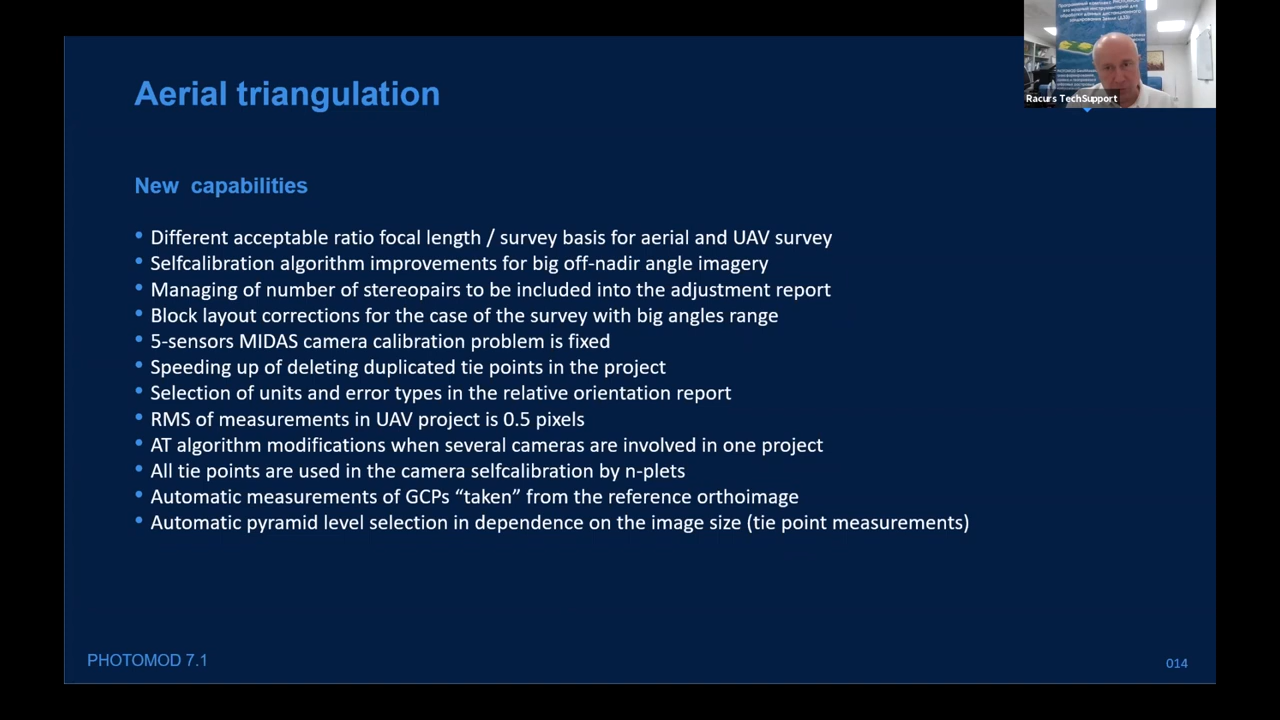 Aerial triangulation
Racurs TechSupport
New capabilities
• Different acceptable ratio focal length / survey basis for aerial and UAV survey
• Selfcalibration algorithm improvements for big off-nadir angle imagery
• Managing of number of stereopairs to be included into the adjustment report
• Block layout corrections for the case of the survey with big angles range
• 5-sensors MIDAS camera calibration problem is fixed
• Speeding up of deleting duplicated tie points in the project
• Selection of units and error types in the relative orientation report
• RMS of measurements in UAV project is 0.5 pixels
• AT algorithm modifications when several cameras are involved in one project
• All tie points are used in the camera selfcalibration by n-plets
• Automatic measurements of GCPs “taken” from the reference orthoimage
• Automatic pyramid level selection in dependence on the image size (tie point measurements)
PHOTOMOD 7.1
014